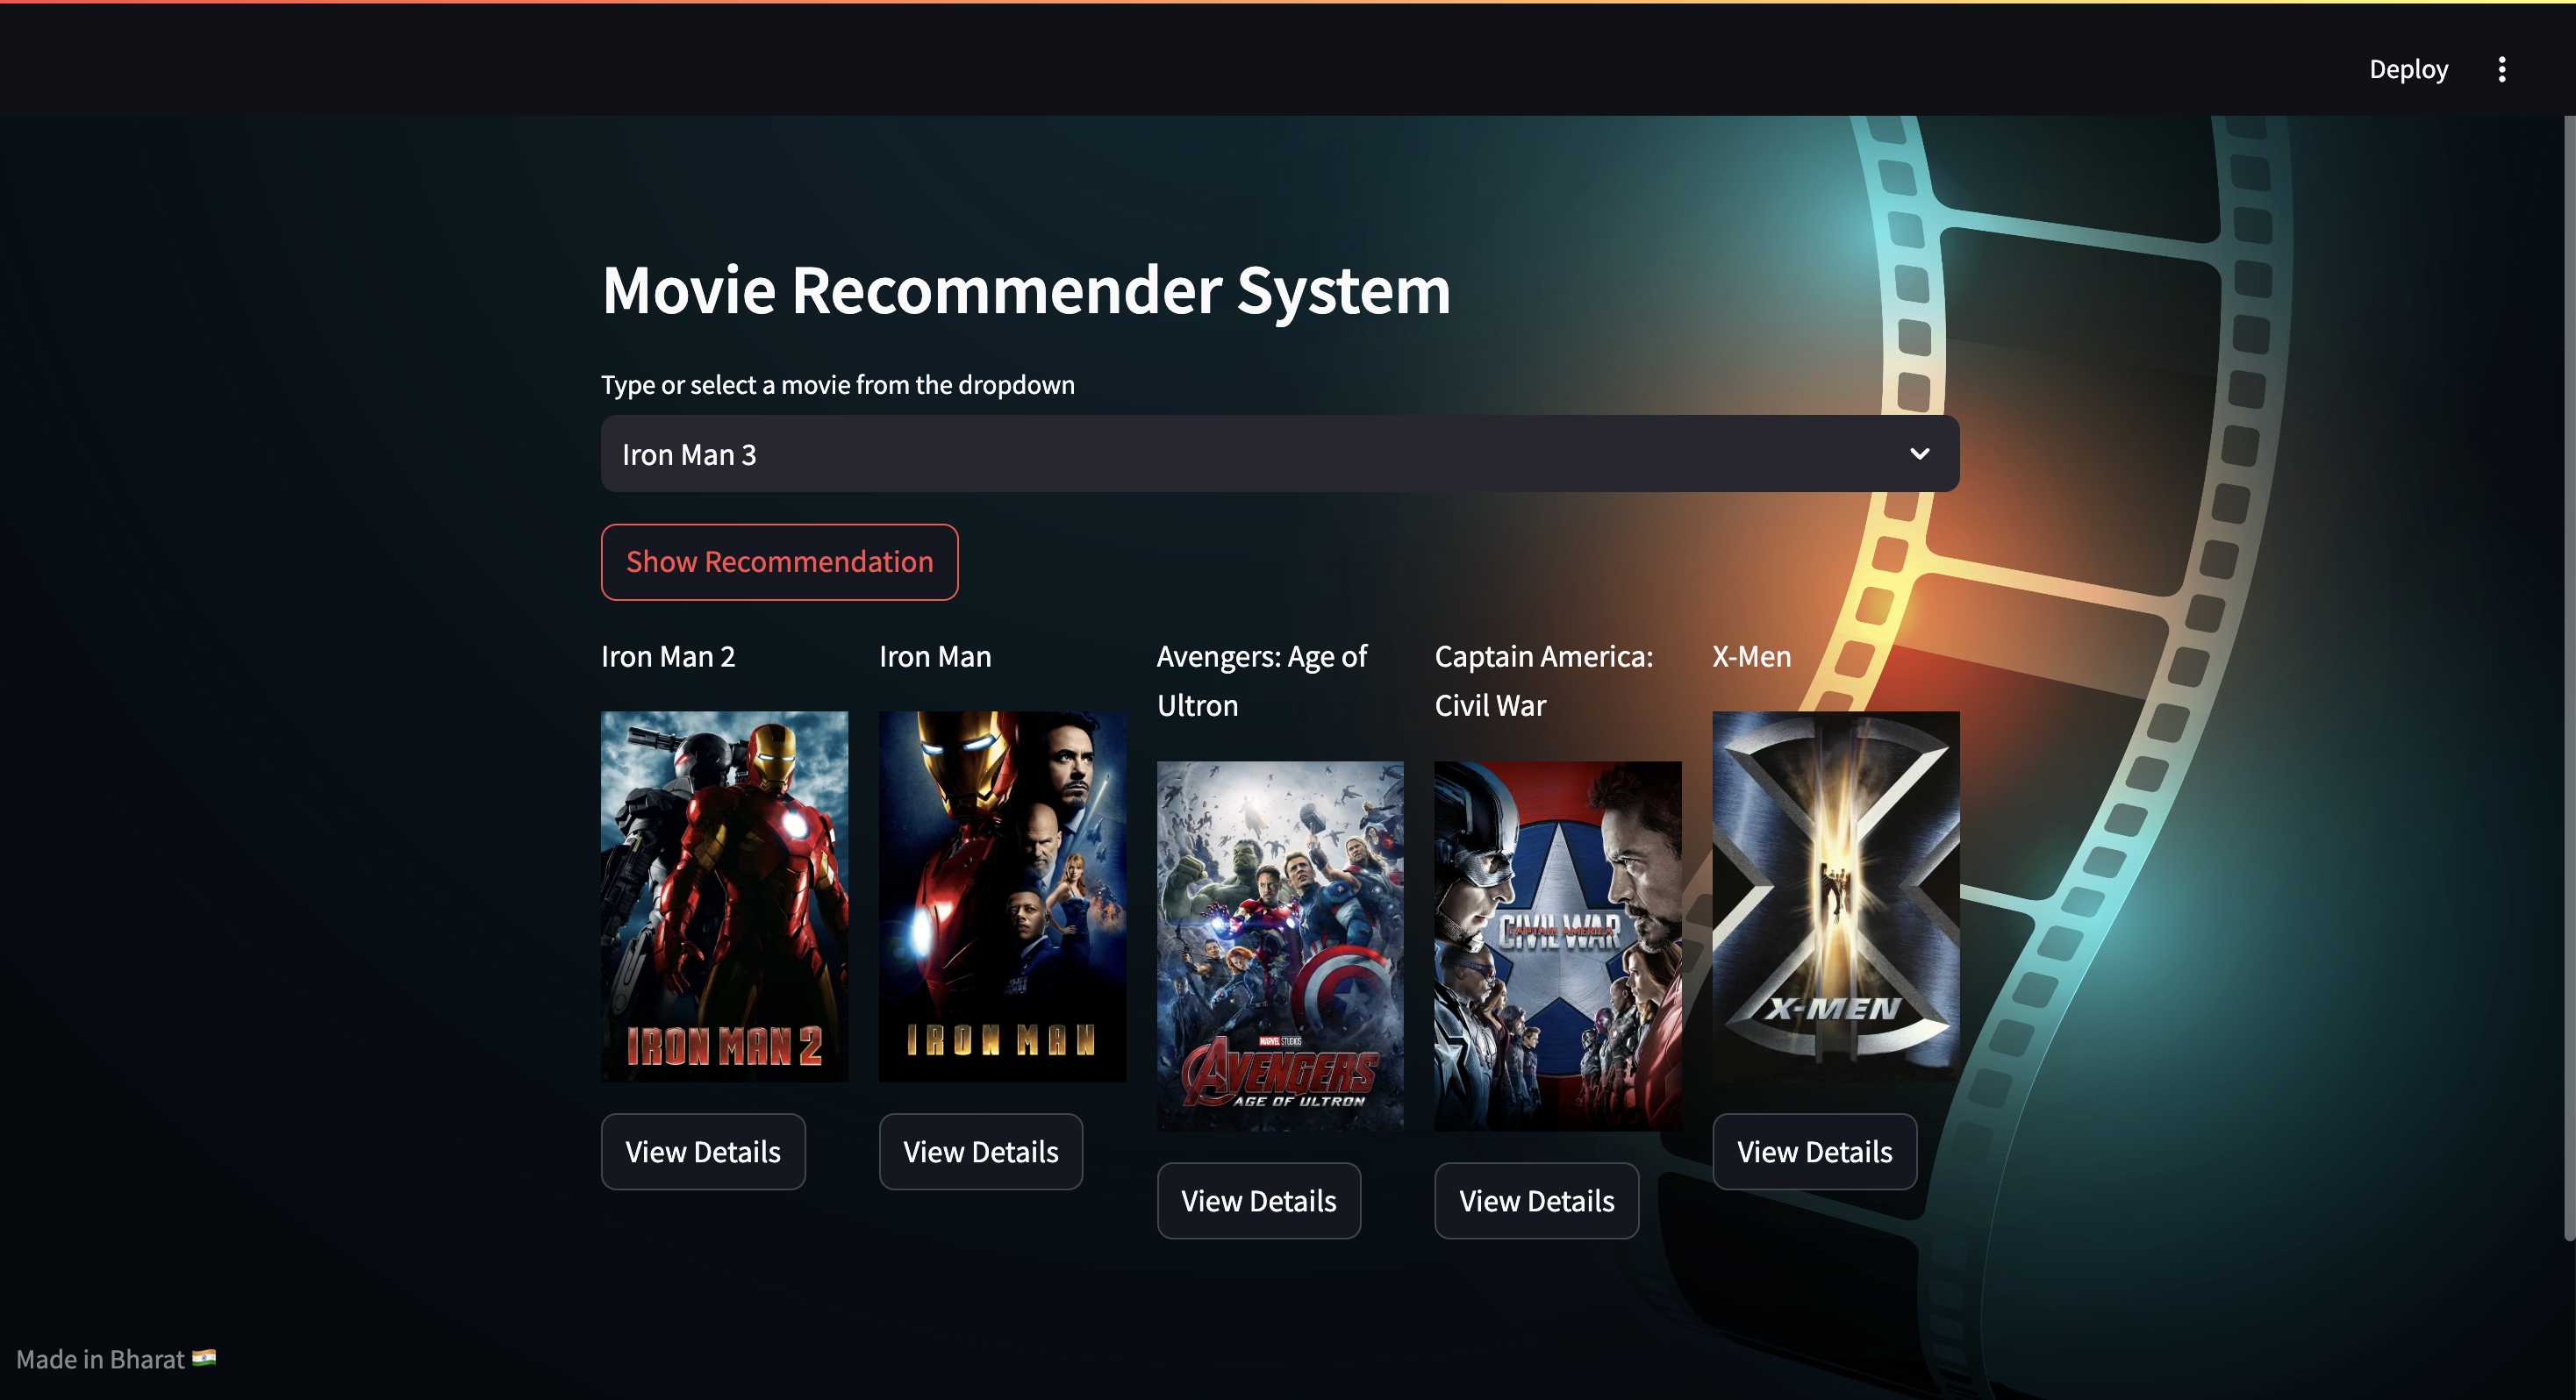 Deploy
Movie Recommender System
Type or select a movie from the dropdown
Iron Man 3
Show Recommendation
Iron Man 2
Iron Man
Avengers: Age of
Ultron
Captain America:
Civil War
X-Men
IRON MAN 2
IRON MAN
MARVEL STUDIOS
AVENGERS
AGE OF ULTRON
CIVIL WAR
CAPTAIN AMERICA
X-MEN
View Details
View Details
View Details
View Details
View Details
Made in Bharat 🇮🇳